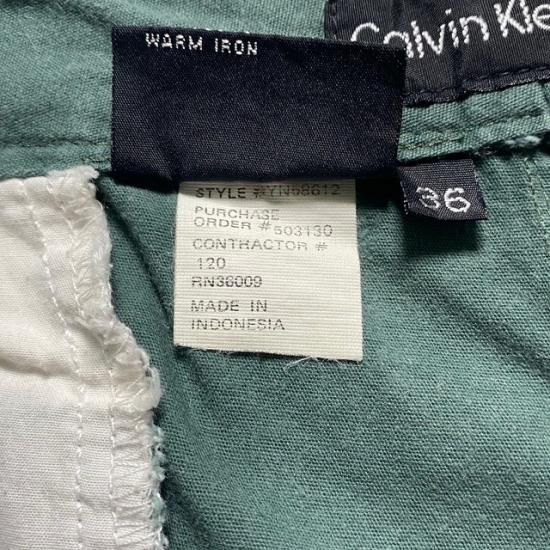 WARM IRON
Calvin Kle
STYLE #YN58612
PURCHASE
ORDER #503130
CONTRACTOR #
120
RN36009
MADE IN
INDONESIA
36